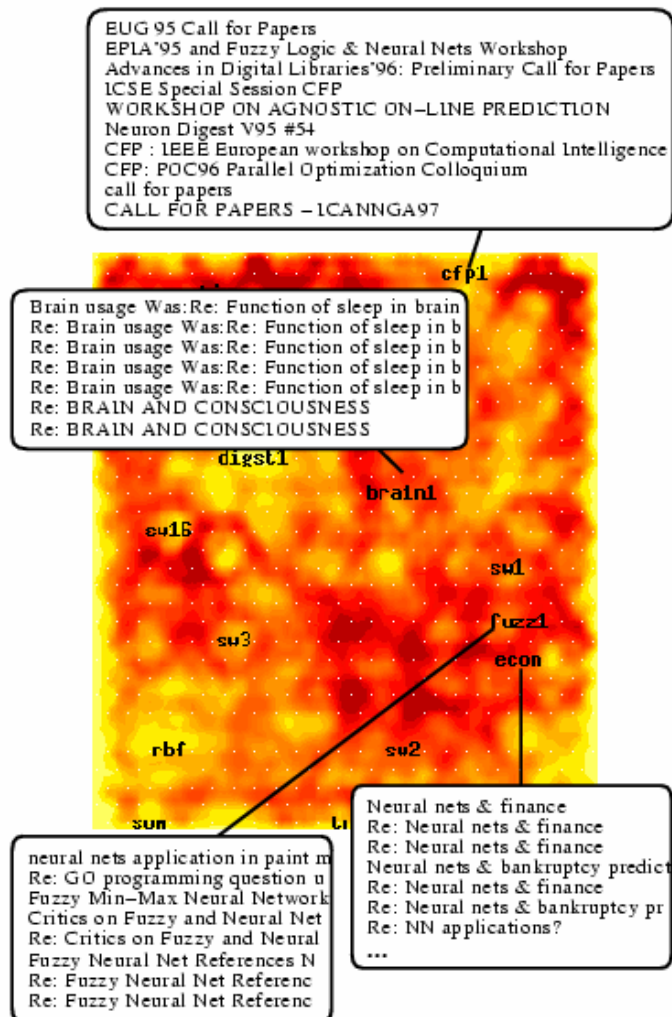 EUG 95 Call for Papers
EPIA'95 and Fuzzy Logic & Neural Nets Workshop
Advances in Digital Libraries'96: Preliminary Call for Papers
ICSE Special Session CFP
WORKSHOP ON AGNOSTIC ON-LINE PREDICTION
Neuron Digest V95 #54
CFP : IEEE European workshop on Computational Intelligence
CFP: POC96 Parallel Optimization Colloquium
call for papers
CALL FOR PAPERS -ICANNGA97
cfp1
Brain usage Was:Re: Function of sleep in brain
Re: Brain usage Was:Re: Function of sleep in b
Re: Brain usage Was:Re: Function of sleep in b
Re: Brain usage Was:Re: Function of sleep in b
Re: Brain usage Was:Re: Function of sleep in b
Re: BRAIN AND CONSCIOUSNESS
Re: BRAIN AND CONSCIOUSNESS
digst1
brain1
sw16
sw1
fuzz1
sw3
econ
rbf
sw2
som
Neural nets & finance
Re: Neural nets & finance
Re: Neural nets & finance
Neural nets & bankruptcy predict
Re: Neural nets & finance
Re: Neural nets & bankruptcy pr
Re: NN applications?
...
neural nets application in paint m
Re: GO programming question u
Fuzzy Min-Max Neural Network
Critics on Fuzzy and Neural Net
Re: Critics on Fuzzy and Neural
Fuzzy Neural Net References N
Re: Fuzzy Neural Net Referenc
Re: Fuzzy Neural Net Referenc